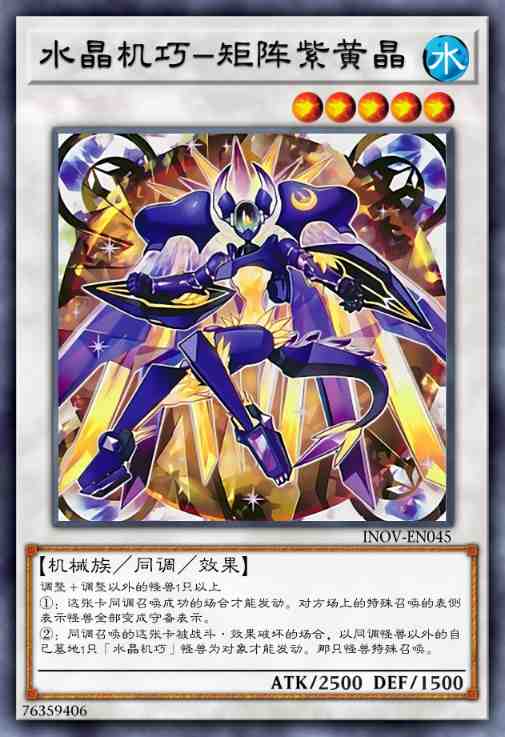 水晶机巧-矩阵紫黄晶 水
INOV-EN045
【机械族／同调／效果】
调整＋调整以外的怪兽1只以上
①：这张卡同调召唤成功的场合才能发动。对方场上的特殊召唤的表侧
表示怪兽全部变成守备表示。
②：同调召唤的这张卡被战斗·效果破坏的场合，以同调怪兽以外的自
己墓地1只「水晶机巧」怪兽为对象才能发动。那只怪兽特殊召唤。
ATK/2500 DEF/1500
76359406